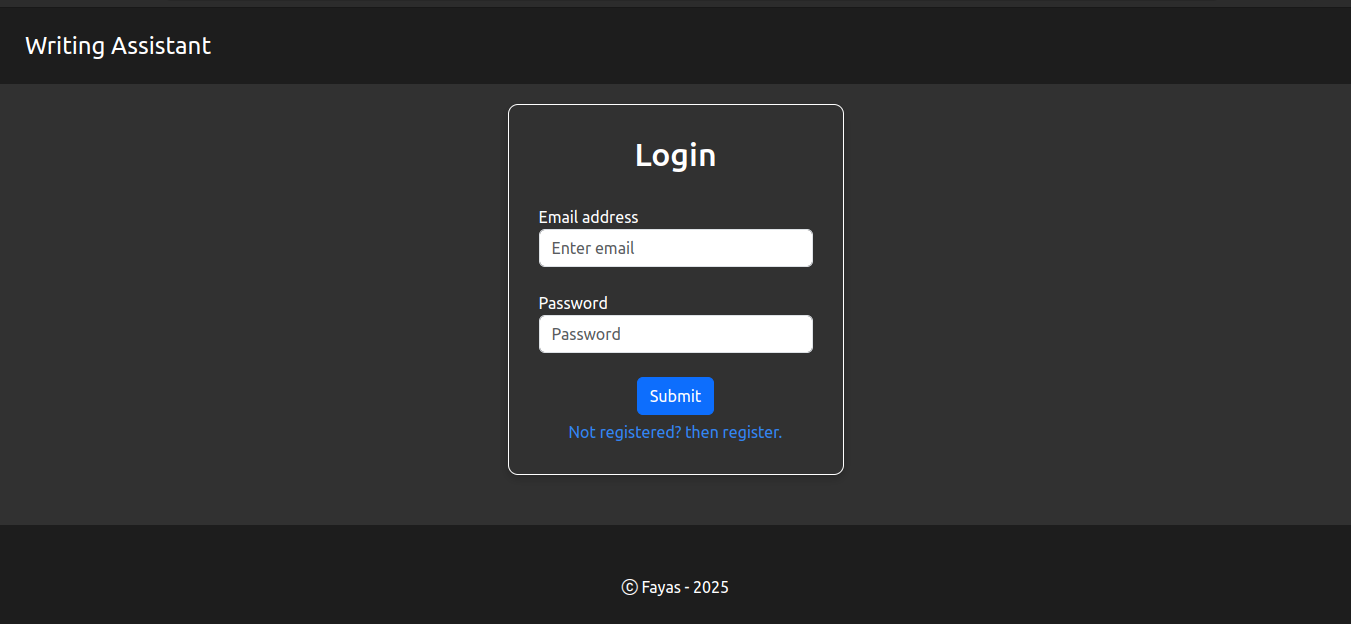 Writing Assistant
Login
Email address
Enter email
Password
Password
Submit
Not registered? then register.
© Fayas - 2025